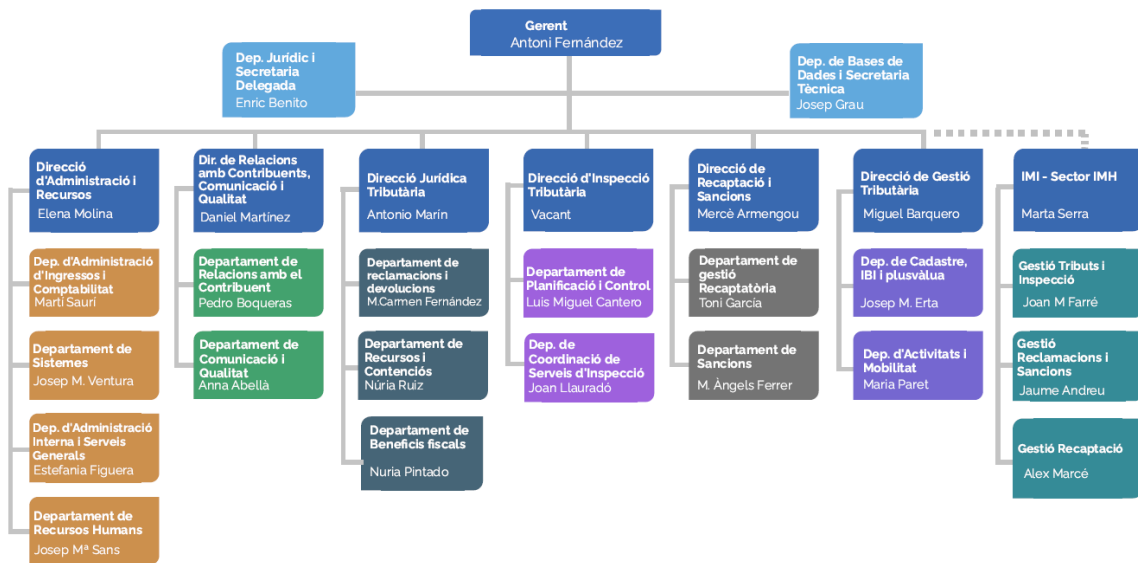 Gerent
Antoni Fernández
Dep. Jurídic i
Secretaria
Delegada
Enric Benito
Dep. de Bases de
Dades i Secretaria
Tècnica
Josep Grau
Direcció
d'Administració i
Recursos
Elena Molina
Dir. de Relacions
amb Contribuents,
Comunicació i
Qualitat
Daniel Martínez
Direcció Jurídica
Tributària
Antonio Marín
Direcció d'Inspecció
Tributària
Vacant
Direcció de
Recaptació i
Sancions
Mercè Armengou
Direcció de Gestió
Tributària
Miguel Barquero
IMI - Sector IMH
Marta Serra
Dep. d'Administració
d'Ingressos i
Comptabilitat
Martí Saurí
Departament de
Relacions amb el
Contribuent
Pedro Boqueras
Departament de
reclamacions i
devolucions
M.Carmen Fernández
Departament de
Planificació i Control
Luis Miguel Cantero
Departament de
gestió
Recaptatòria
Toni García
Dep. de Cadastre,
IBI i plusvàlua
Josep M. Erta
Gestió Tributs i
Inspecció
Joan M Farré
Departament de
Sistemes
Josep M. Ventura
Departament de
Comunicació i
Qualitat
Anna Abellà
Departament de
Recursos i
Contenciós
Núria Ruiz
Dep. de
Coordinació de
Serveis d'Inspecció
Joan Llauradó
Departament de
Sancions
M. Àngels Ferrer
Dep. d'Activitats i
Mobilitat
Maria Paret
Gestió
Reclamacions i
Sancions
Jaume Andreu
Dep. d'Administració
Interna i Serveis
Generals
Estefania Figuera
Departament de
Beneficis fiscals
Nuria Pintado
Gestió Recaptació
Alex Marcé
Departament de
Recursos Humans
Josep Mª Sans